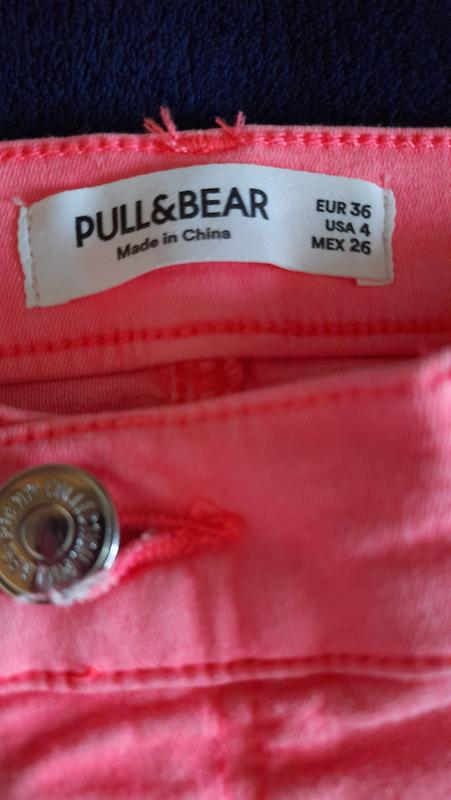 PULL&BEAR
Made in China
EUR 36
USA 4
MEX 26